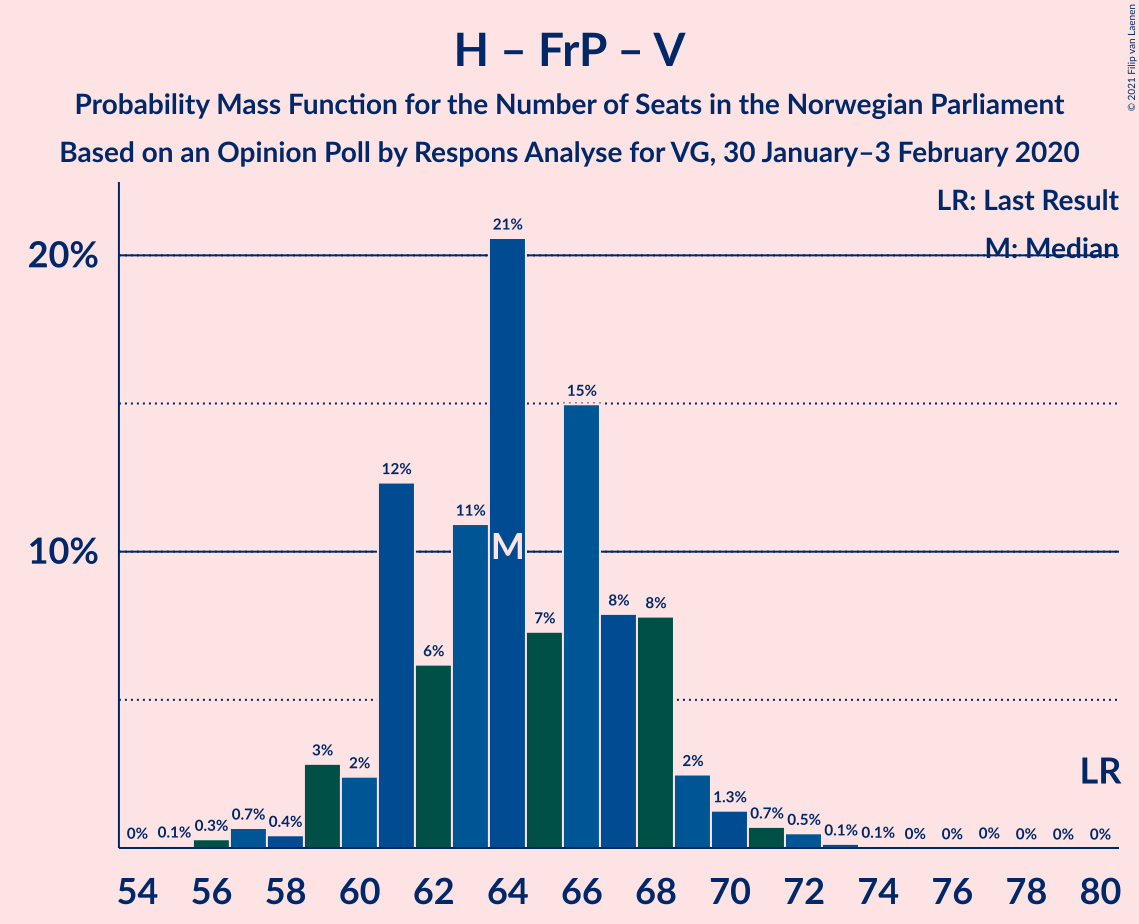 H – FrP – V
Probability Mass Function for the Number of Seats in the Norwegian Parliament
Based on an Opinion Poll by Respons Analyse for VG, 30 January–3 February 2020
© 2021 Filip van Laenen
LR: Last Result
M: Median
20%
10%
0% 0.1% 0.3% 0.7% 0.4% 3% 2% 12% 6% 11% 21% 7% 15% 8% 8% 2% 1.3% 0.7% 0.5% 0.1% 0.1% 0% 0% 0% 0% 0% 0%
M
LR
54 56 58 60 62 64 66 68 70 72 74 76 78 80